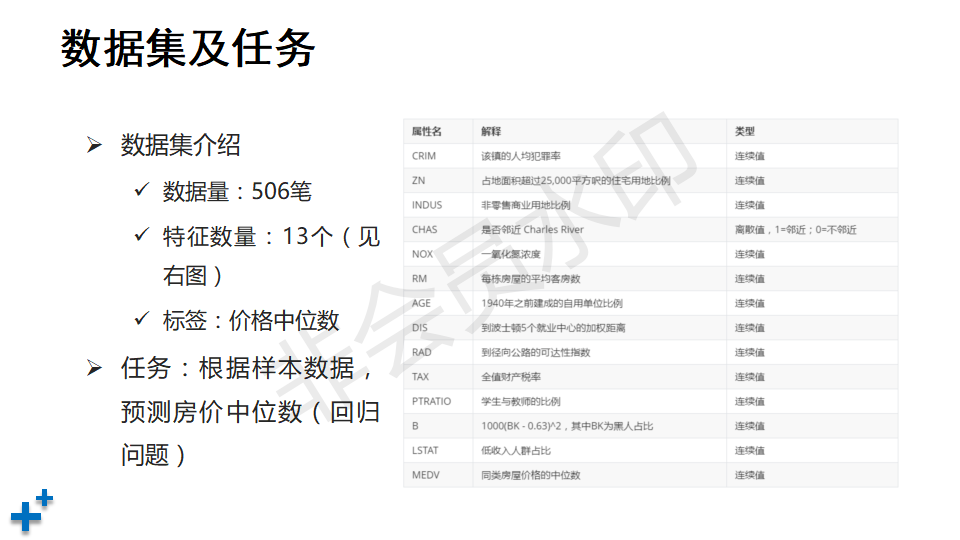 数据集及任务
➢ 数据集介绍
✓ 数据量：506笔
✓ 特征数量：13个（见
右图）
✓ 标签：价格中位数
➢ 任务：根据样本数据，
预测房价中位数（回归
问题）
属性名 解释 类型
CRIM 该镇的人均犯罪率 连续值
ZN 占地面积超过25,000平方呎的住宅用地比例 连续值
INDUS 非零售商业用地比例 连续值
CHAS 是否邻近 Charles River 离散值，1=邻近；0=不邻近
NOX 一氧化氮浓度 连续值
RM 每栋房屋的平均客房数 连续值
AGE 1940年之前建成的自用单位比例 连续值
DIS 到波士顿5个就业中心的加权距离 连续值
RAD 到径向公路的可达性指数 连续值
TAX 全值财产税率 连续值
PTRATIO 学生与教师的比例 连续值
B 1000(BK - 0.63)^2，其中BK为黑人占比 连续值
LSTAT 低收入人群占比 连续值
MEDV 同类房屋价格的中位数 连续值
非会员水印